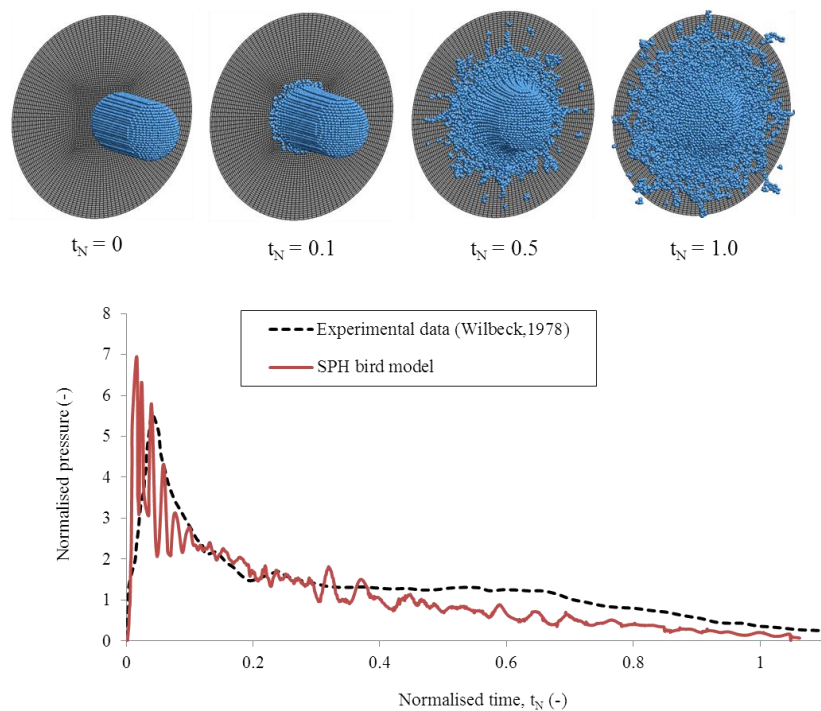 t_N = 0
t_N = 0.1
t_N = 0.5
t_N = 1.0
8
7
6
5
4
3
2
1
0
Normalised pressure (-)
Experimental data (Wilbeck,1978)
SPH bird model
0
0.2
0.4
0.6
0.8
1
Normalised time, t_N (-)